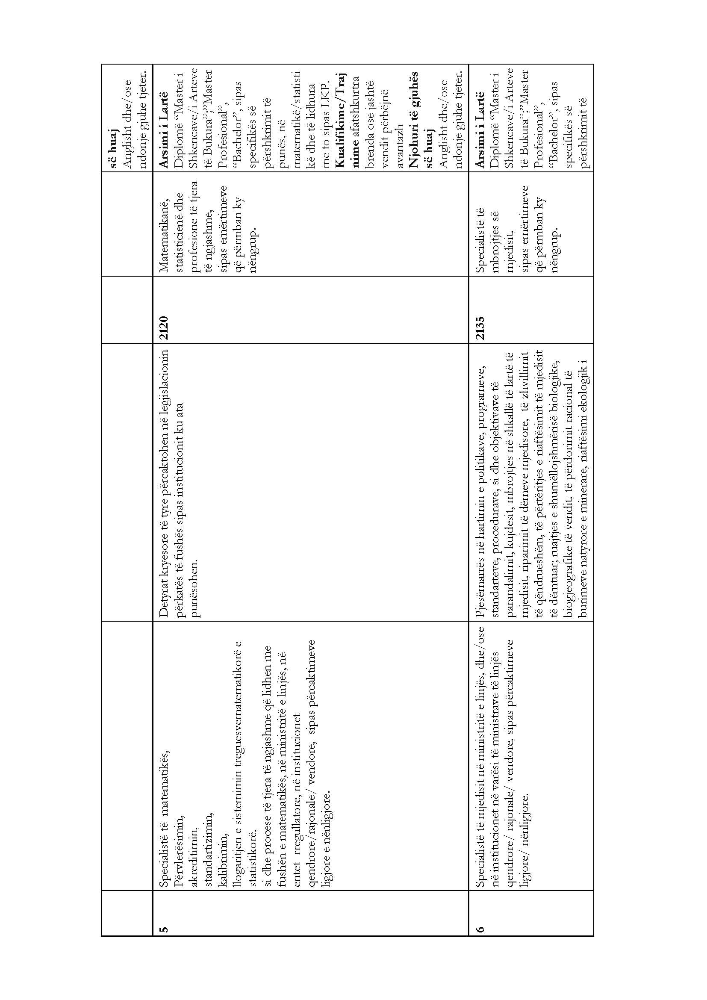 së huaj
Anglisht dhe/ose
ndonje gjuhe tjeter.
5
Specialistë të matematikës,
Përvlerësimin,
akreditimin,
standartizimin,
kalibrimin,
llogaritjen e sistemimin treguesvematematikorë e
statistikorë,
si dhe procese të tjera të ngjashme që lidhen me
fushën e matematikës, në ministritë e linjës, në
entet rregullatore, në institucionet
qendrore/rajonale/ vendore, sipas përcaktimeve
ligjore e nënligjore.
Detyrat kryesore të tyre përcaktohen në legjislacionin
përkatës të fushës sipas institucionit ku ata
punësohen.
2120
Matematikanë,
statisticienë dhe
profesione të tjera
të ngjashme,
sipas emërtimeve
që përmban ky
nëngrup.
Arsimi i Lartë
Diplomë “Master i
Shkencave/i Arteve
të Bukura”;”Master
Profesional”,
“Bachelor”, sipas
specifikës së
përshkrimit të
punës, në
matematikë/statisti
kë dhe të lidhura
me to sipas LKP.
Kualifikime/Traj
nime afatshkurtra
brenda ose jashtë
vendit përbëjnë
avantazh
Njohuri të gjuhës
së huaj
Anglisht dhe/ose
ndonje gjuhe tjeter.
6
Specialistë të mjedisit në ministritë e linjës, dhe/ose
në institucionet në varësi të ministrave të linjës
qendrore/ rajonale/ vendore, sipas përcaktimeve
ligjore/ nënligjore.
Pjesëmarrës në hartimin e politikave, programeve,
standarteve, procedurave, si dhe objektivave të
parandalimit, kujdesit, mbrojtjes në shkallë të lartë të
mjedisit, riparimit të dëmeve mjedisore, të zhvillimit
të qëndrueshëm, të përtëritjes e riaftësimit të mjedisit
të dëmtuar; ruajtjes e shumëllojshmërisë biologjike,
biogjeografike të vendit, të përdorimit racional të
burimeve natyrore e minerare, riaftësimi ekologjik i
2135
Specialistë të
mbrojtjes së
mjedisit,
sipas emërtimeve
që përmban ky
nëngrup.
Arsimi i Lartë
Diplomë “Master i
Shkencave/i Arteve
të Bukura”;”Master
Profesional”,
“Bachelor”, sipas
specifikës së
përshkrimit të